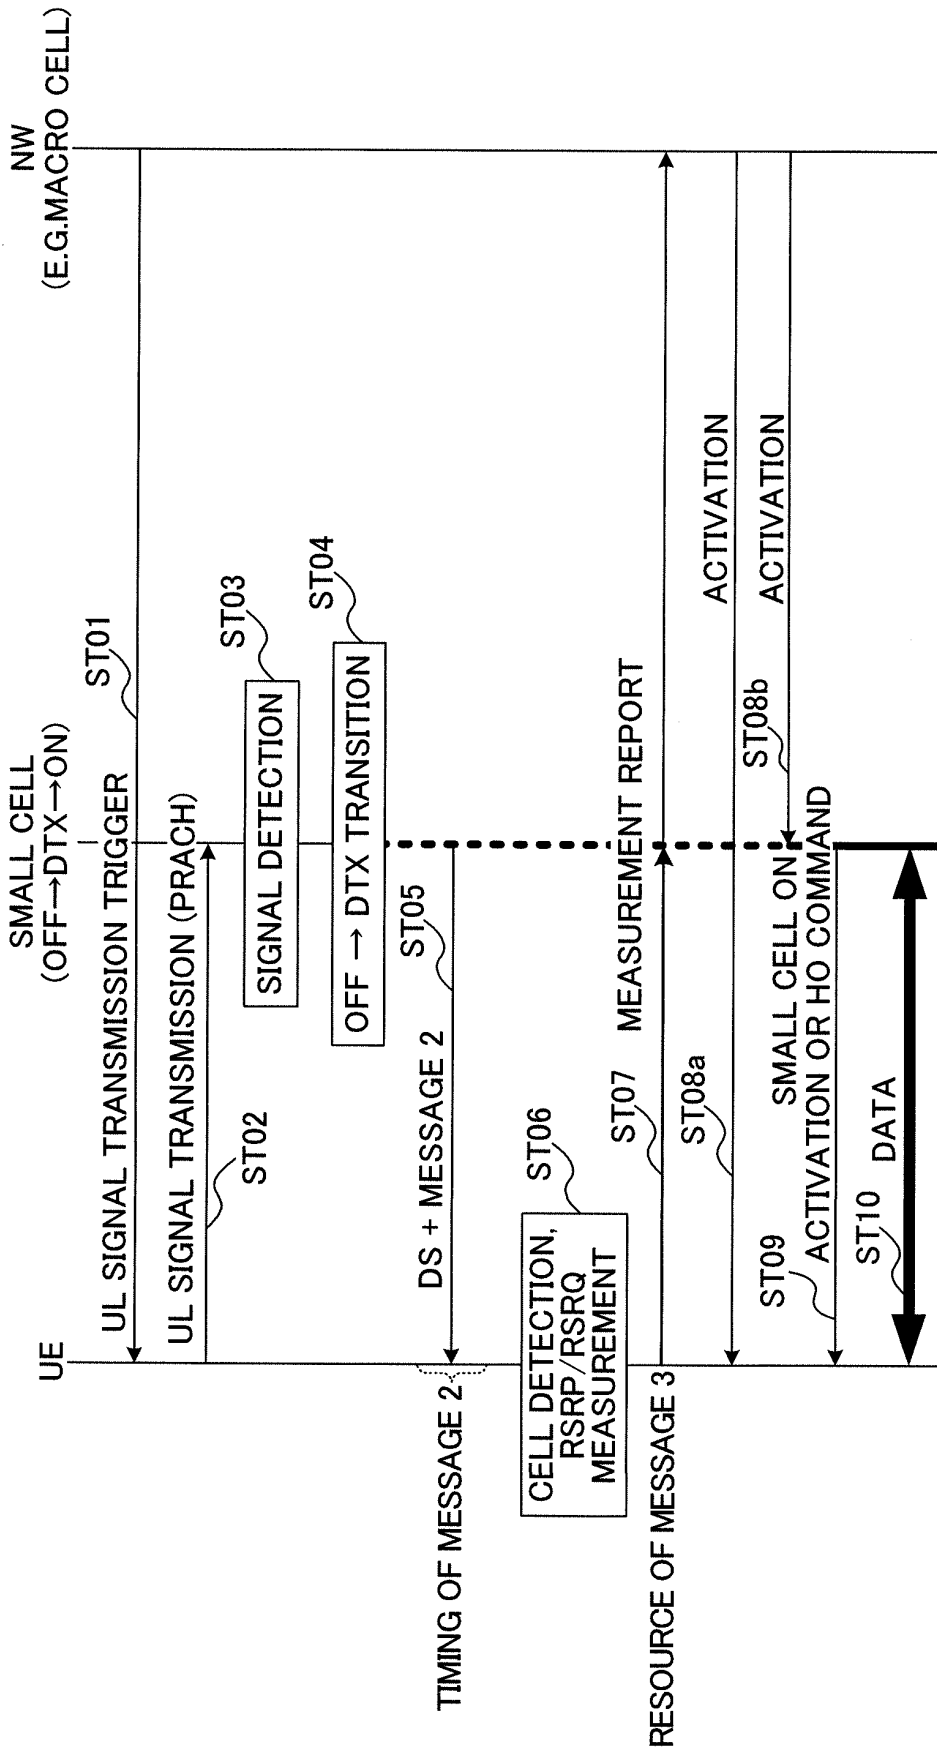 UE
SMALL CELL
(OFF→DTX→ON)
NW
(E.G.MACRO CELL)
UL SIGNAL TRANSMISSION TRIGGER
ST01
UL SIGNAL TRANSMISSION (PRACH)
ST02
SIGNAL DETECTION
ST03
OFF → DTX TRANSITION
ST04
TIMING OF MESSAGE 2
DS + MESSAGE 2
ST05
CELL DETECTION,
RSRP/RSRQ
MEASUREMENT
ST06
RESOURCE OF MESSAGE 3
ST07
MEASUREMENT REPORT
ST08a
ACTIVATION
ST08b
ACTIVATION
SMALL CELL ON
ST09
ACTIVATION OR HO COMMAND
ST10
DATA